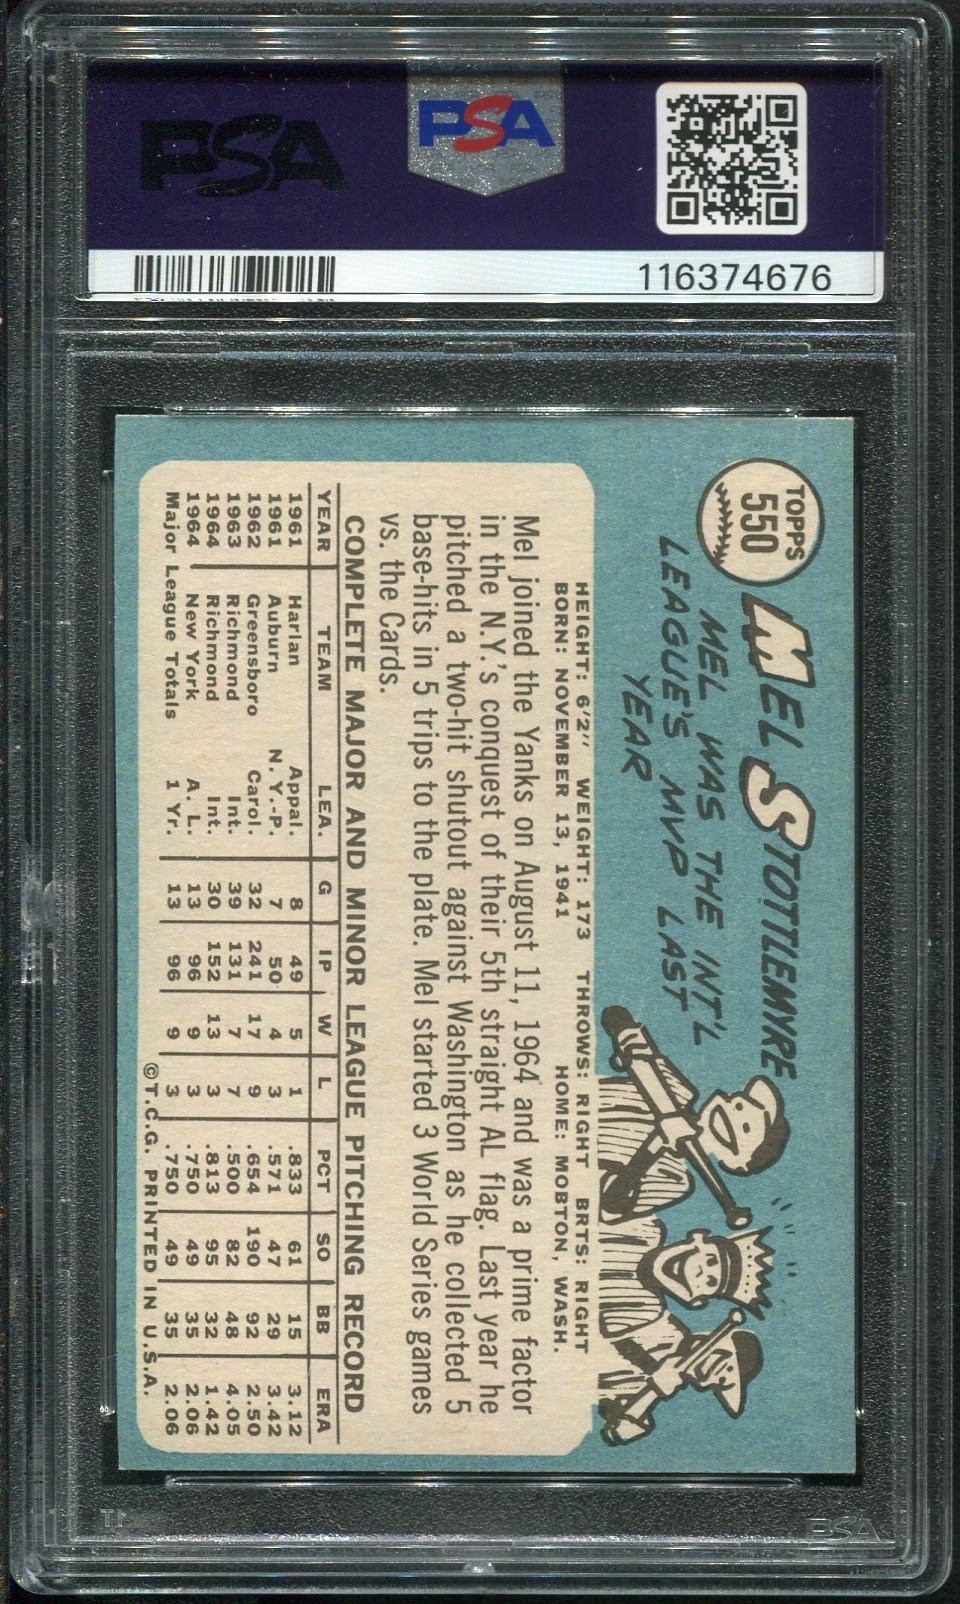 PSA
PSA
116374676
TOPPS
550
MEL STOTTLEMYRE
MEL WAS THE INT'L
LEAGUE'S MVP LAST
YEAR
HEIGHT: 6'2" WEIGHT: 173 THROWS: RIGHT BRTS: RIGHT
BORN: NOVEMBER 13, 1941 HOME: MOBTON, WASH.
Mel joined the Yanks on August 11, 1964 and was a prime factor
in the N.Y.'s conquest of their 5th straight AL flag. Last year he
pitched a two-hit shutout against Washington as he collected 5
base-hits in 5 trips to the plate. Mel started 3 World Series games
vs. the Cards.
COMPLETE MAJOR AND MINOR LEAGUE PITCHING RECORD
YEAR TEAM LEA. G IP W L PCT SO BB ERA
1961 Harlan Appal. 8 49 5 1 .833 61 15 3.12
1961 Auburn N.Y.-P. 7 50 4 3 .571 47 29 3.42
1962 Greensboro Carol. 32 241 17 9 .654 190 92 2.50
1963 Richmond Int. 39 131 7 7 .500 82 48 4.05
1964 Richmond Int. 30 152 13 3 .813 95 32 1.42
1964 New York A.-L. 13 96 9 3 .750 49 35 2.06
Major League Totals 1 Yr. 13 96 9 3 .750 49 35 2.06
©T.C.G. PRINTED IN U.S.A.
PSA